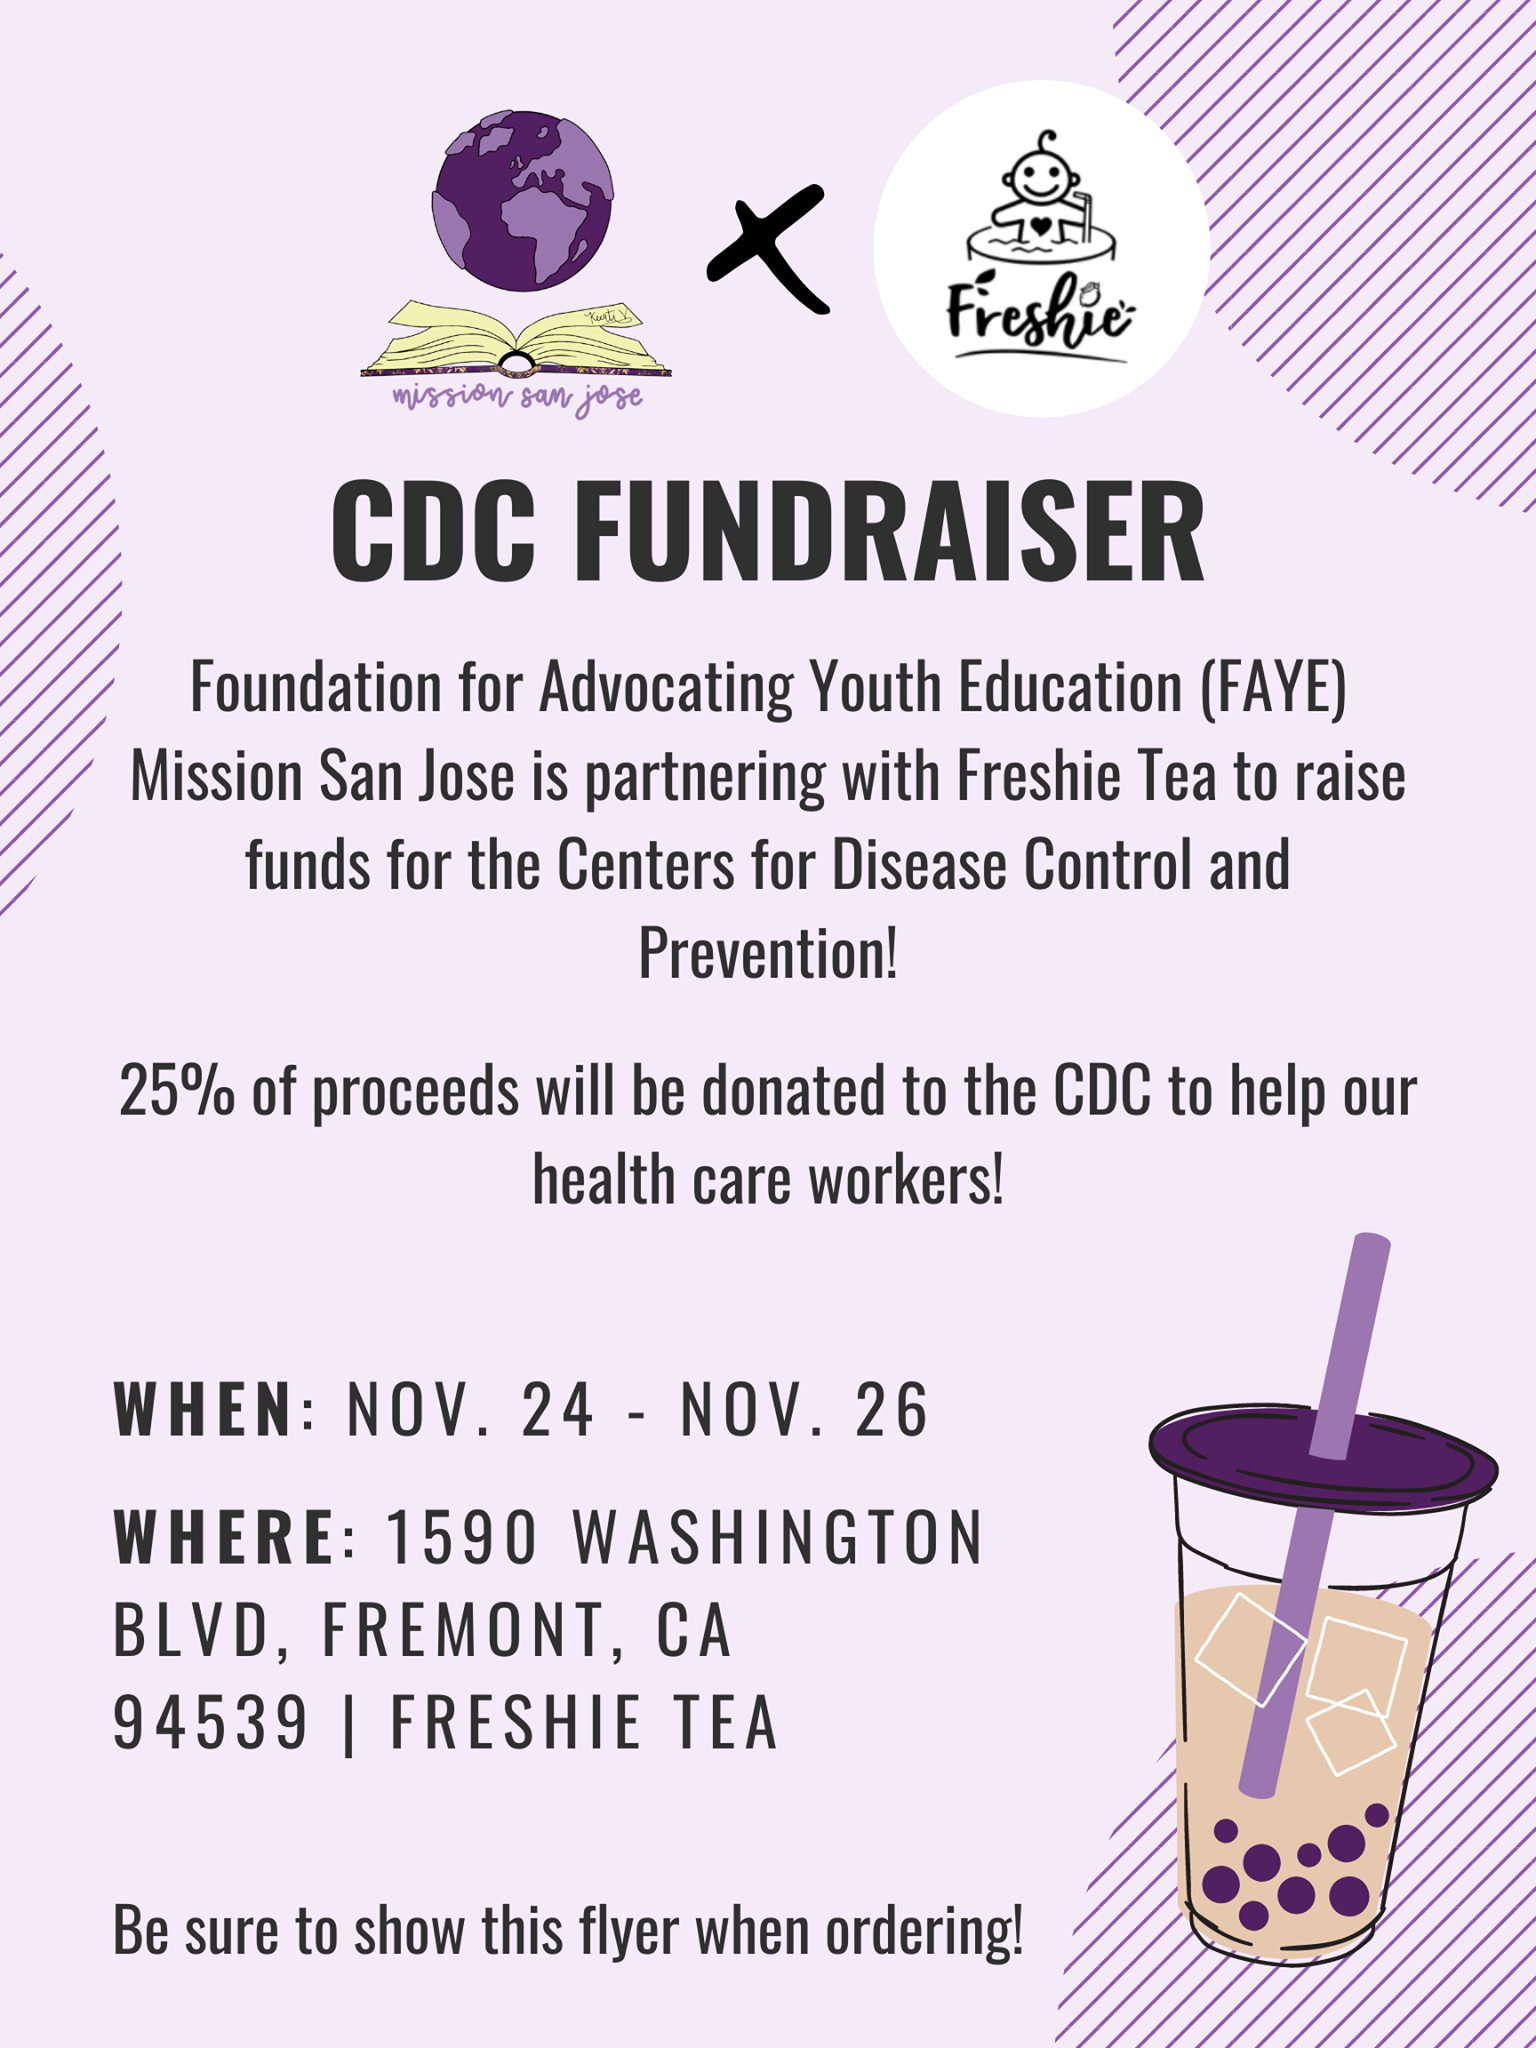 mission san jose
Freshie
CDC FUNDRAISER
Foundation for Advocating Youth Education (FAYE)
Mission San Jose is partnering with Freshie Tea to raise
funds for the Centers for Disease Control and
Prevention!
25% of proceeds will be donated to the CDC to help our
health care workers!
WHEN: NOV. 24 - NOV. 26
WHERE: 1590 WASHINGTON
BLVD, FREMONT, CA
94539 | FRESHIE TEA
Be sure to show this flyer when ordering!